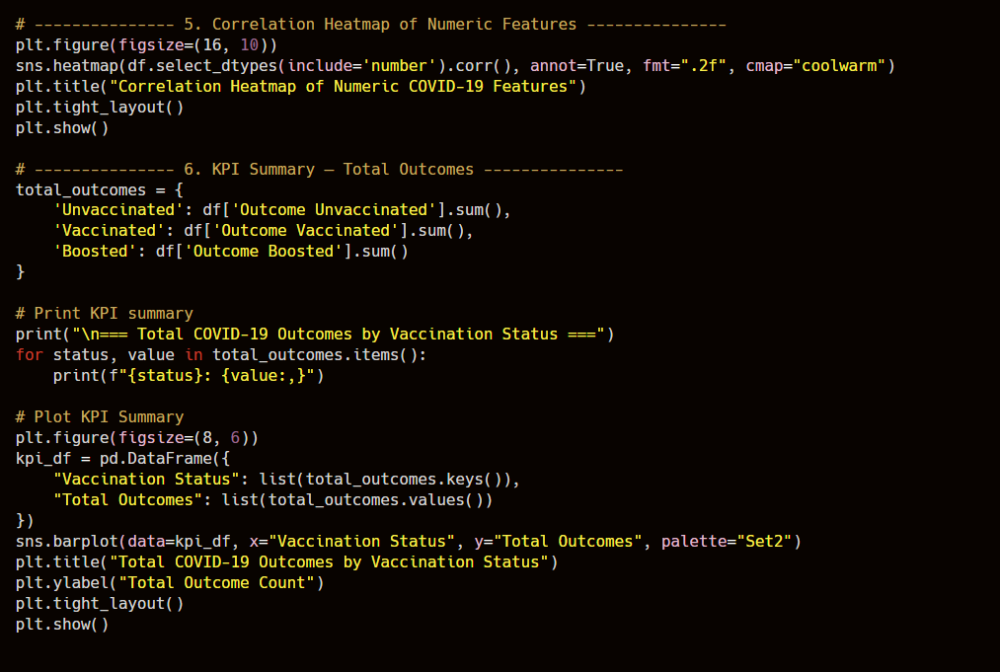 # --------------- 5. Correlation Heatmap of Numeric Features ---------------
plt.figure(figsize=(16, 10))
sns.heatmap(df.select_dtypes(include='number').corr(), annot=True, fmt=".2f", cmap="coolwarm")
plt.title("Correlation Heatmap of Numeric COVID-19 Features")
plt.tight_layout()
plt.show()

# --------------- 6. KPI Summary — Total Outcomes ---------------
total_outcomes = {
    'Unvaccinated': df['Outcome Unvaccinated'].sum(),
    'Vaccinated': df['Outcome Vaccinated'].sum(),
    'Boosted': df['Outcome Boosted'].sum()
}

# Print KPI summary
print("\n=== Total COVID-19 Outcomes by Vaccination Status ===")
for status, value in total_outcomes.items():
    print(f"{status}: {value:,}")

# Plot KPI Summary
plt.figure(figsize=(8, 6))
kpi_df = pd.DataFrame({
    "Vaccination Status": list(total_outcomes.keys()),
    "Total Outcomes": list(total_outcomes.values())
})
sns.barplot(data=kpi_df, x="Vaccination Status", y="Total Outcomes", palette="Set2")
plt.title("Total COVID-19 Outcomes by Vaccination Status")
plt.ylabel("Total Outcome Count")
plt.tight_layout()
plt.show()